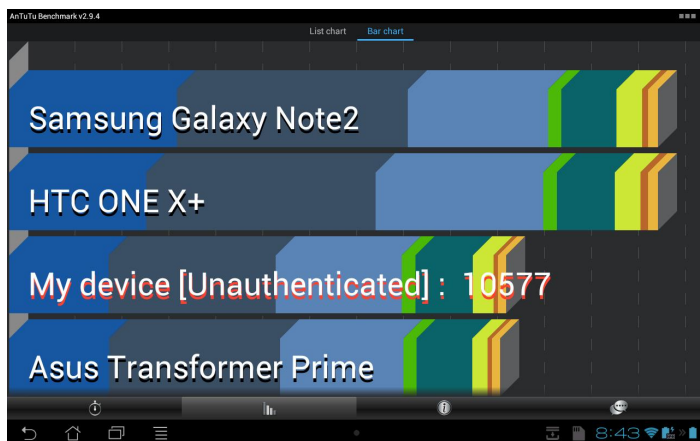 AnTuTu Benchmark v2.9.4
List chart Bar chart
Samsung Galaxy Note2
HTC ONE X+
My device [Unauthenticated] : 10577
Asus Transformer Prime
8:43